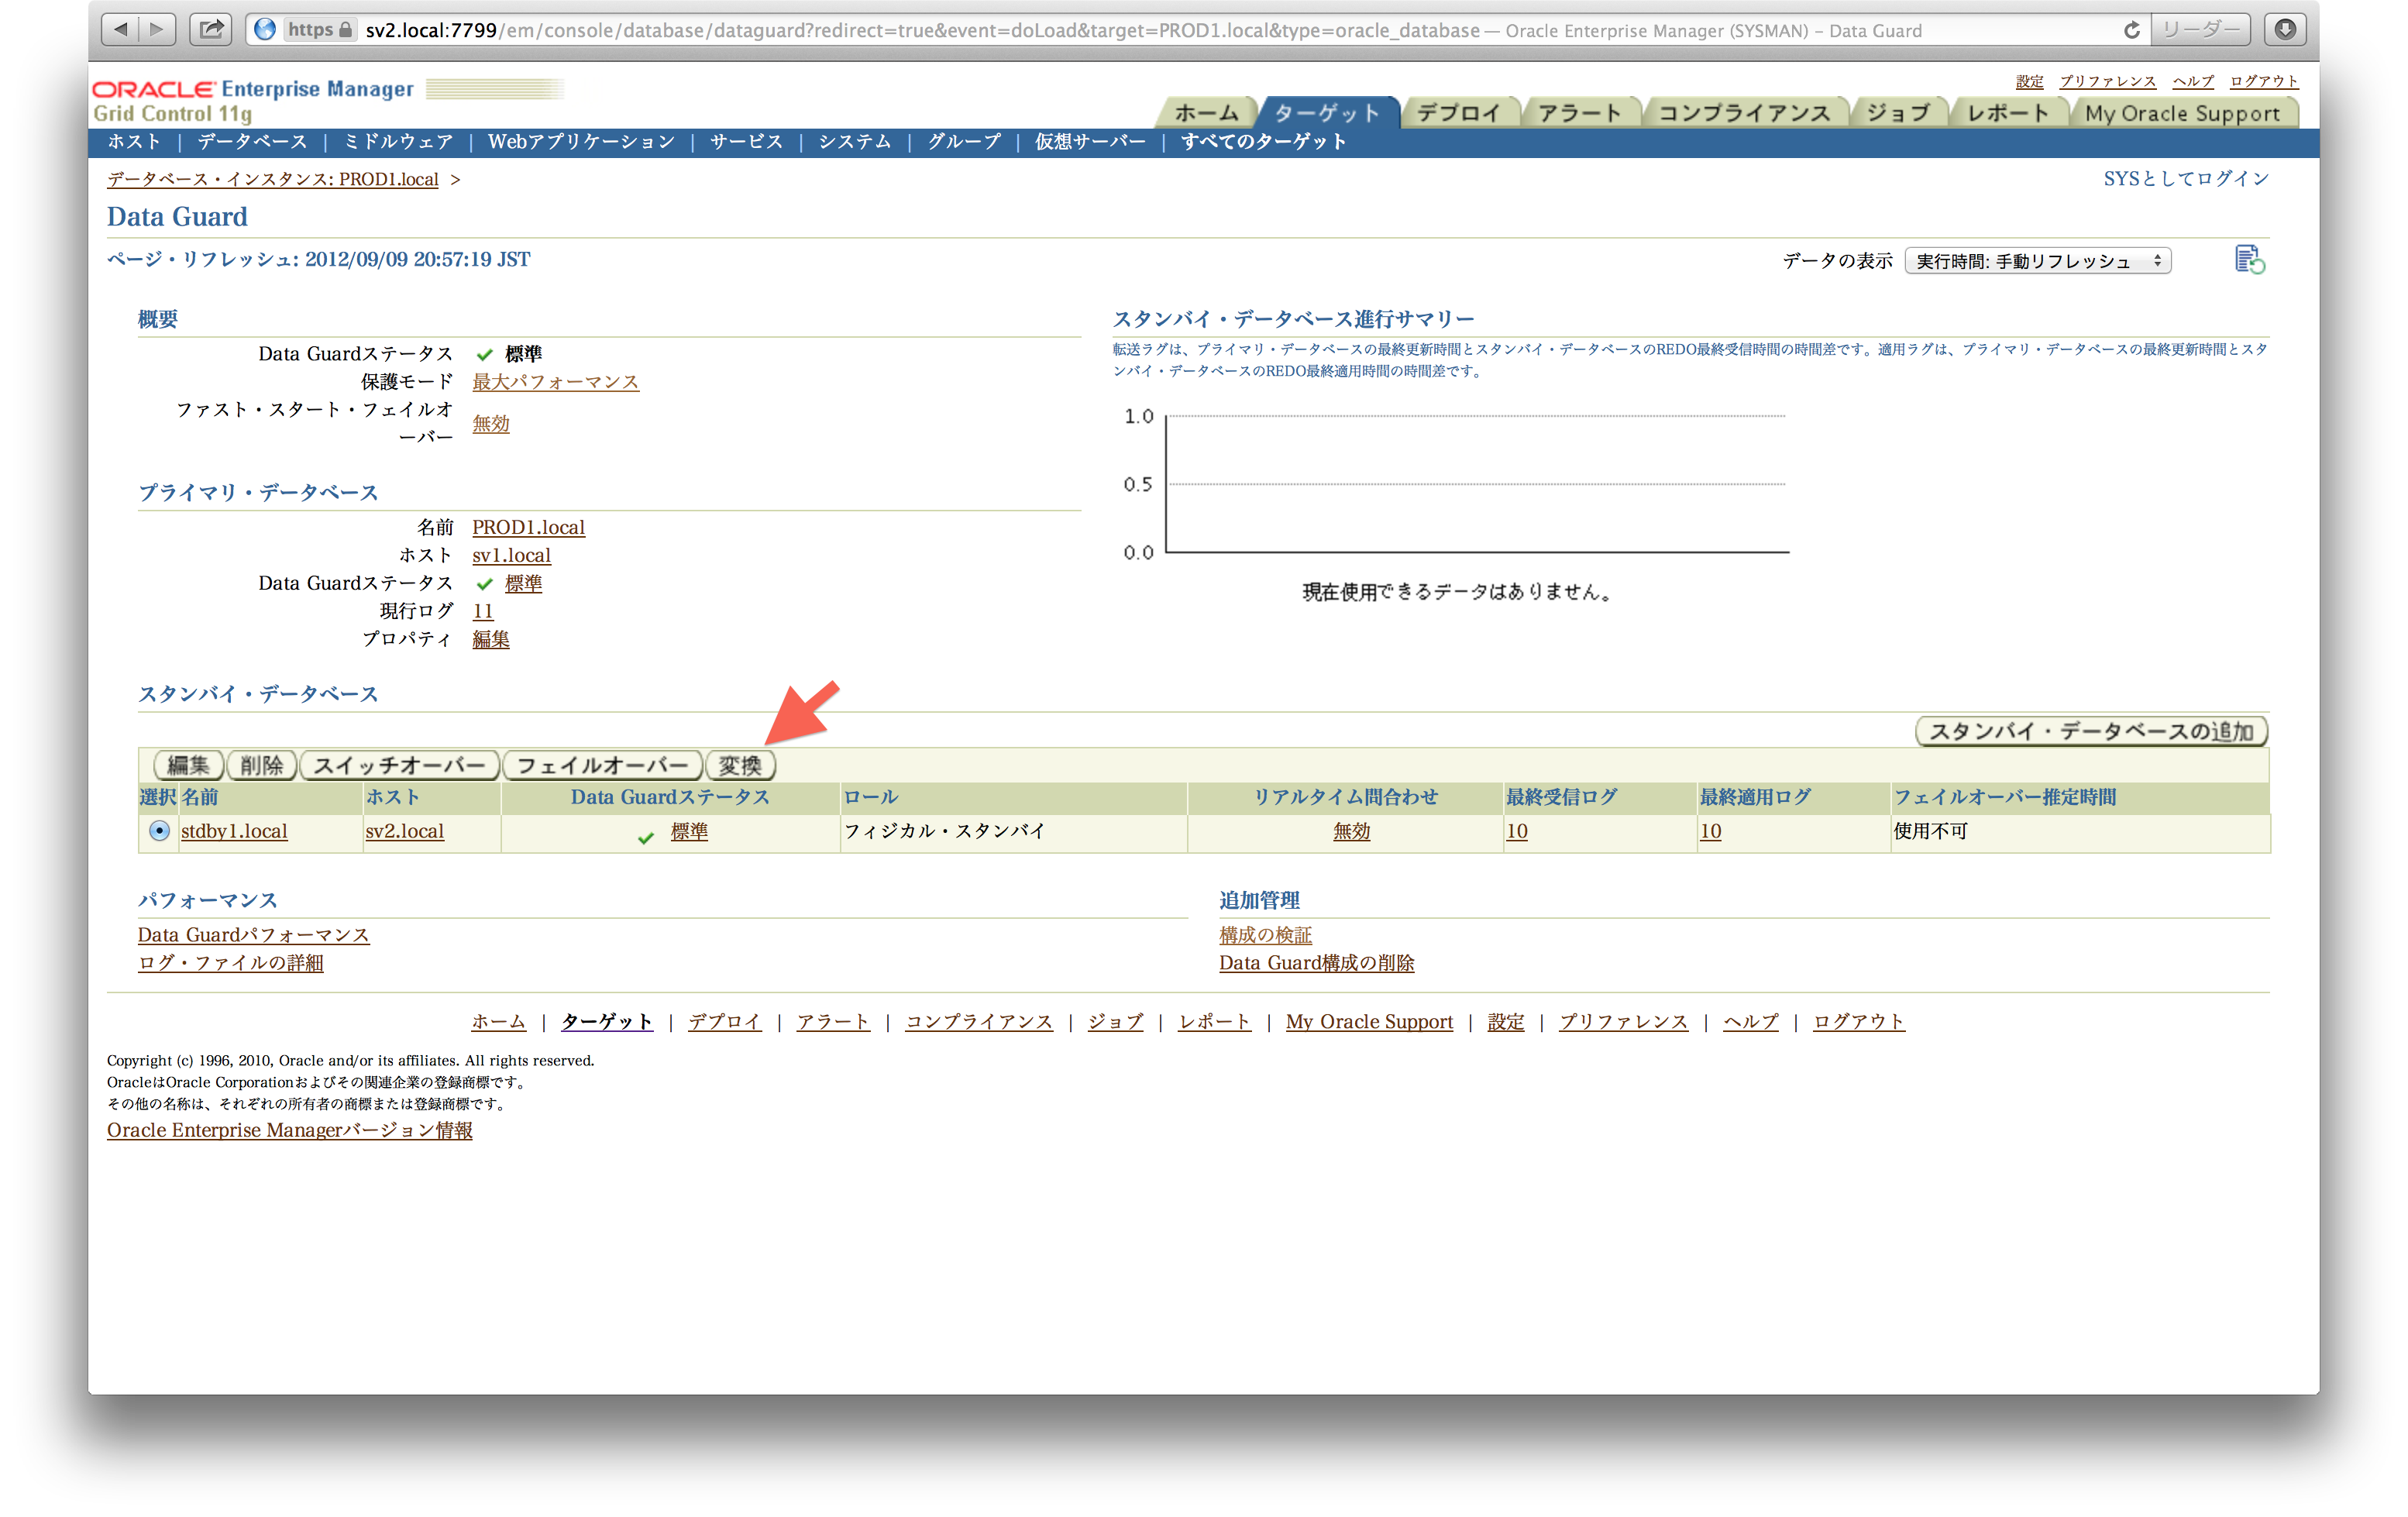 https sv2.local:7799/em/console/database/dataguard?redirect=true&event=doLoad&target=PROD1.local&type=oracle_database — Oracle Enterprise Manager (SYSMAN) – Data Guard リーダー
設定 プリファレンス ヘルプ ログアウト
ORACLE Enterprise Manager
Grid Control 11g
ホーム ターゲット デプロイ アラート コンプライアンス ジョブ レポート My Oracle Support
ホスト | データベース | ミドルウェア | Webアプリケーション | サービス | システム | グループ | 仮想サーバー | すべてのターゲット
データベース・インスタンス: PROD1.local >
SYSとしてログイン
Data Guard
ページ・リフレッシュ: 2012/09/09 20:57:19 JST
データの表示 実行時間: 手動リフレッシュ
概要
Data Guardステータス 標準
保護モード 最大パフォーマンス
ファスト・スタート・フェイルオ
ーバー 無効
プライマリ・データベース
名前 PROD1.local
ホスト sv1.local
Data Guardステータス 標準
現行ログ 11
プロパティ 編集
スタンバイ・データベース進行サマリー
転送ラグは、プライマリ・データベースの最終更新時間とスタンバイ・データベースのREDO最終受信時間の時間差です。適用ラグは、プライマリ・データベースの最終更新時間とスタ
ンバイ・データベースのREDO最終適用時間の時間差です。
1.0
0.5
0.0
現在使用できるデータはありません。
スタンバイ・データベース
スタンバイ・データベースの追加
編集 削除 スイッチオーバー フェイルオーバー 変換
選択 名前 ホスト Data Guardステータス ロール リアルタイム問合わせ 最終受信ログ 最終適用ログ フェイルオーバー推定時間
stdby1.local sv2.local 標準 フィジカル・スタンバイ 無効 10 10 使用不可
パフォーマンス
Data Guardパフォーマンス
ログ・ファイルの詳細
追加管理
構成の検証
Data Guard構成の削除
ホーム | ターゲット | デプロイ | アラート | コンプライアンス | ジョブ | レポート | My Oracle Support | 設定 | プリファレンス | ヘルプ | ログアウト
Copyright (c) 1996, 2010, Oracle and/or its affiliates. All rights reserved.
OracleはOracle Corporationおよびその関連企業の登録商標です。
その他の名称は、それぞれの所有者の商標または登録商標です。
Oracle Enterprise Managerバージョン情報